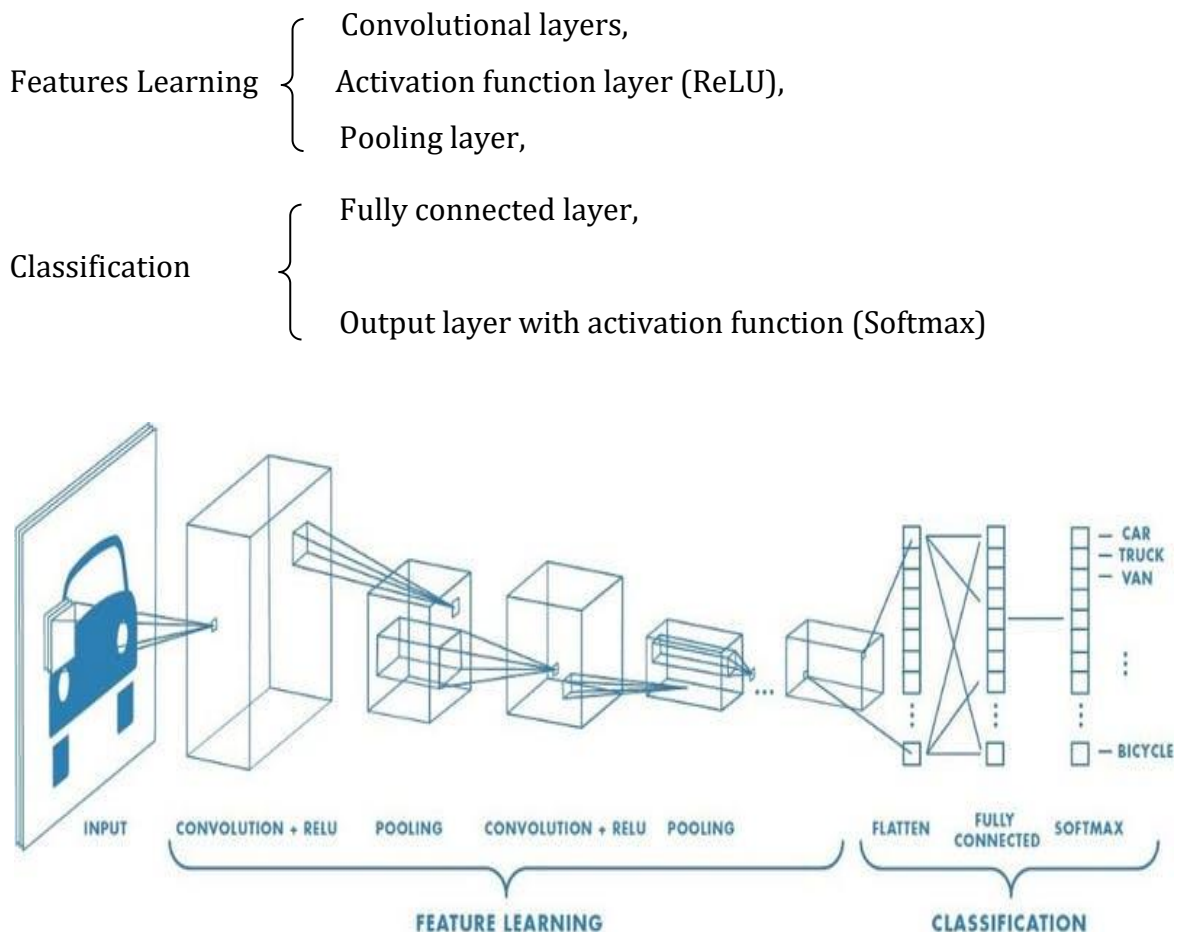 Convolutional layers,
Features Learning
Activation function layer (ReLU),
Pooling layer,
Fully connected layer,
Classification
Output layer with activation function (Softmax)
CAR
TRUCK
VAN
BICYCLE
INPUT
CONVOLUTION + RELU
POOLING
CONVOLUTION + RELU
POOLING
FLATTEN
FULLY
CONNECTED
SOFTMAX
FEATURE LEARNING
CLASSIFICATION